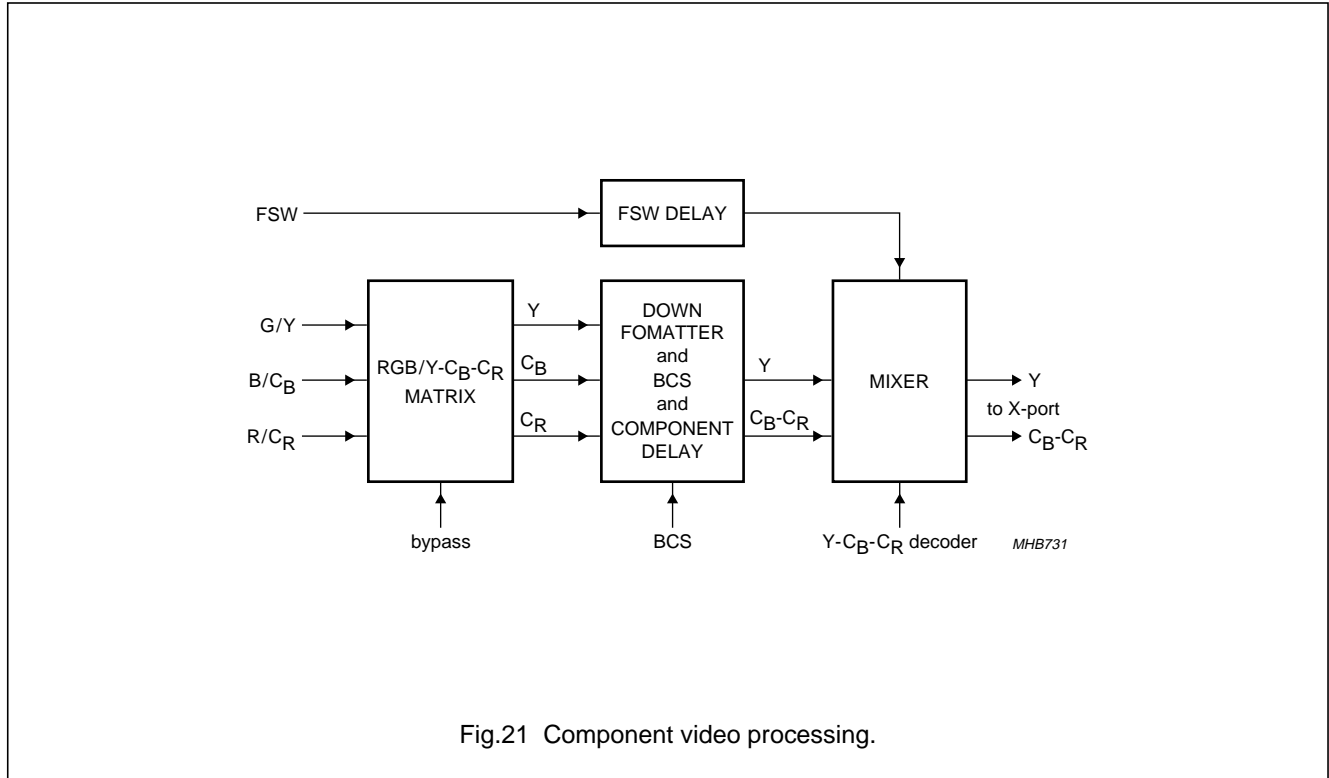 FSW
FSW DELAY
G/Y
B/CB
R/CR
RGB/Y-CB-CR
MATRIX
bypass
Y
CB
CR
DOWN
FOMATTER
and
BCS
and
COMPONENT
DELAY
BCS
Y
CB-CR
MIXER
Y-CB-CR decoder
Y
to X-port
CB-CR
MHB731
Fig.21 Component video processing.